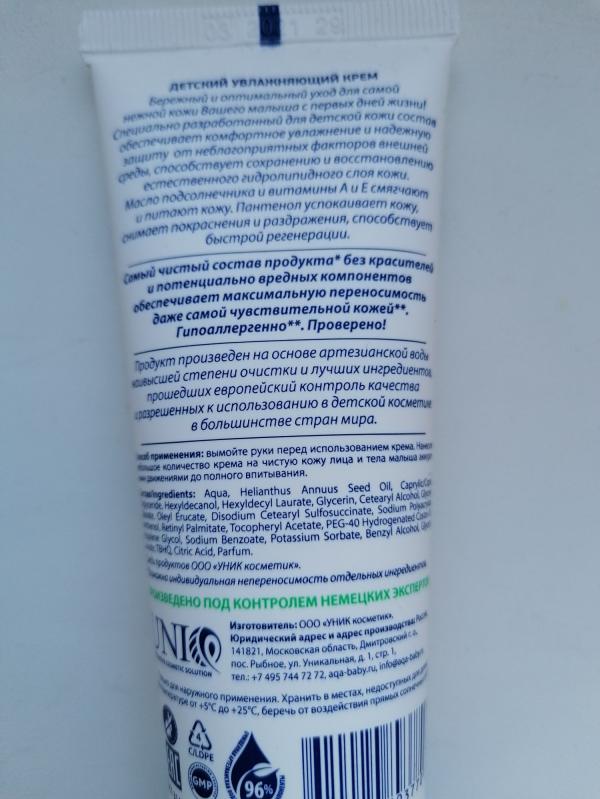 ДЕТСКИЙ УВЛАЖНЯЮЩИЙ КРЕМ
Бережный и оптимальный уход для самой
нежной кожи Вашего малыша с первых дней жизни!
Специально разработанный для детской кожи состав
обеспечивает комфортное увлажнение и надежную
защиту от неблагоприятных факторов внешней
среды, способствует сохранению и восстановлению
естественного гидролипидного слоя кожи.
Масло подсолнечника и витамины А и Е смягчают
и питают кожу. Пантенол успокаивает кожу,
снимает покраснения и раздражения, способствует
быстрой регенерации.
Самый чистый состав продукта* без красителей
и потенциально вредных компонентов
обеспечивает максимальную переносимость
даже самой чувствительной кожей**.
Гипоаллергенно**. Проверено!
Продукт произведен на основе артезианской воды
наивысшей степени очистки и лучших ингредиентов,
прошедших европейский контроль качества
и разрешенных к использованию в детской косметике
в большинстве стран мира.
применения: вымойте руки перед использованием крема.
количество крема на чистую кожу лица и тела малыша
движениями до полного впитывания.
Ingredients: Aqua, Helianthus Annuus Seed Oil,
Hexyldecanol, Hexyldecyl Laurate, Glycerin, Cetearyl Alcohol,
Oleyl Erucate, Disodium Cetearyl Sulfosuccinate, Sodium
Retinyl Palmitate, Tocopheryl Acetate, PEG-40 Hydrogenated
Glycol, Sodium Benzoate, Potassium Sorbate, Benzyl Alcohol,
TBHQ, Citric Acid, Parfum.
продуктов ООО «УНИК косметик».
индивидуальная непереносимость отдельных ингредиентов.
ПРОИЗВЕДЕНО ПОД КОНТРОЛЕМ НЕМЕЦКИХ ЭКСПЕРТОВ
Изготовитель: ООО «УНИК косметик».
Юридический адрес и адрес производства:
141821, Московская область, Дмитровский
пос. Рыбное, ул. Уникальная, д. 1, стр. 1,
тел.: +7 495 744 72 72, aqa-baby.ru, info@aqa-baby.ru
UNIQ
COSMETIC SOLUTION
для наружного применения. Хранить в местах, недоступных для
от +5°С до +25°С, беречь от воздействия прямых
4
C/LDPE
GMP
96%